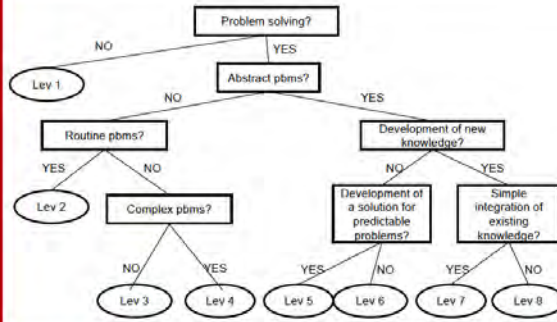 Problem solving?
NO
YES
Lev 1
Abstract pbms?
NO
YES
Routine pbms?
Development of new
knowledge?
YES
NO
NO
YES
Lev 2
Complex pbms?
Development of
a solution for
predictable
problems?
Simple
integration of
existing
knowledge?
NO
YES
YES
NO
YES
NO
Lev 3
Lev 4
Lev 5
Lev 6
Lev 7
Lev 8